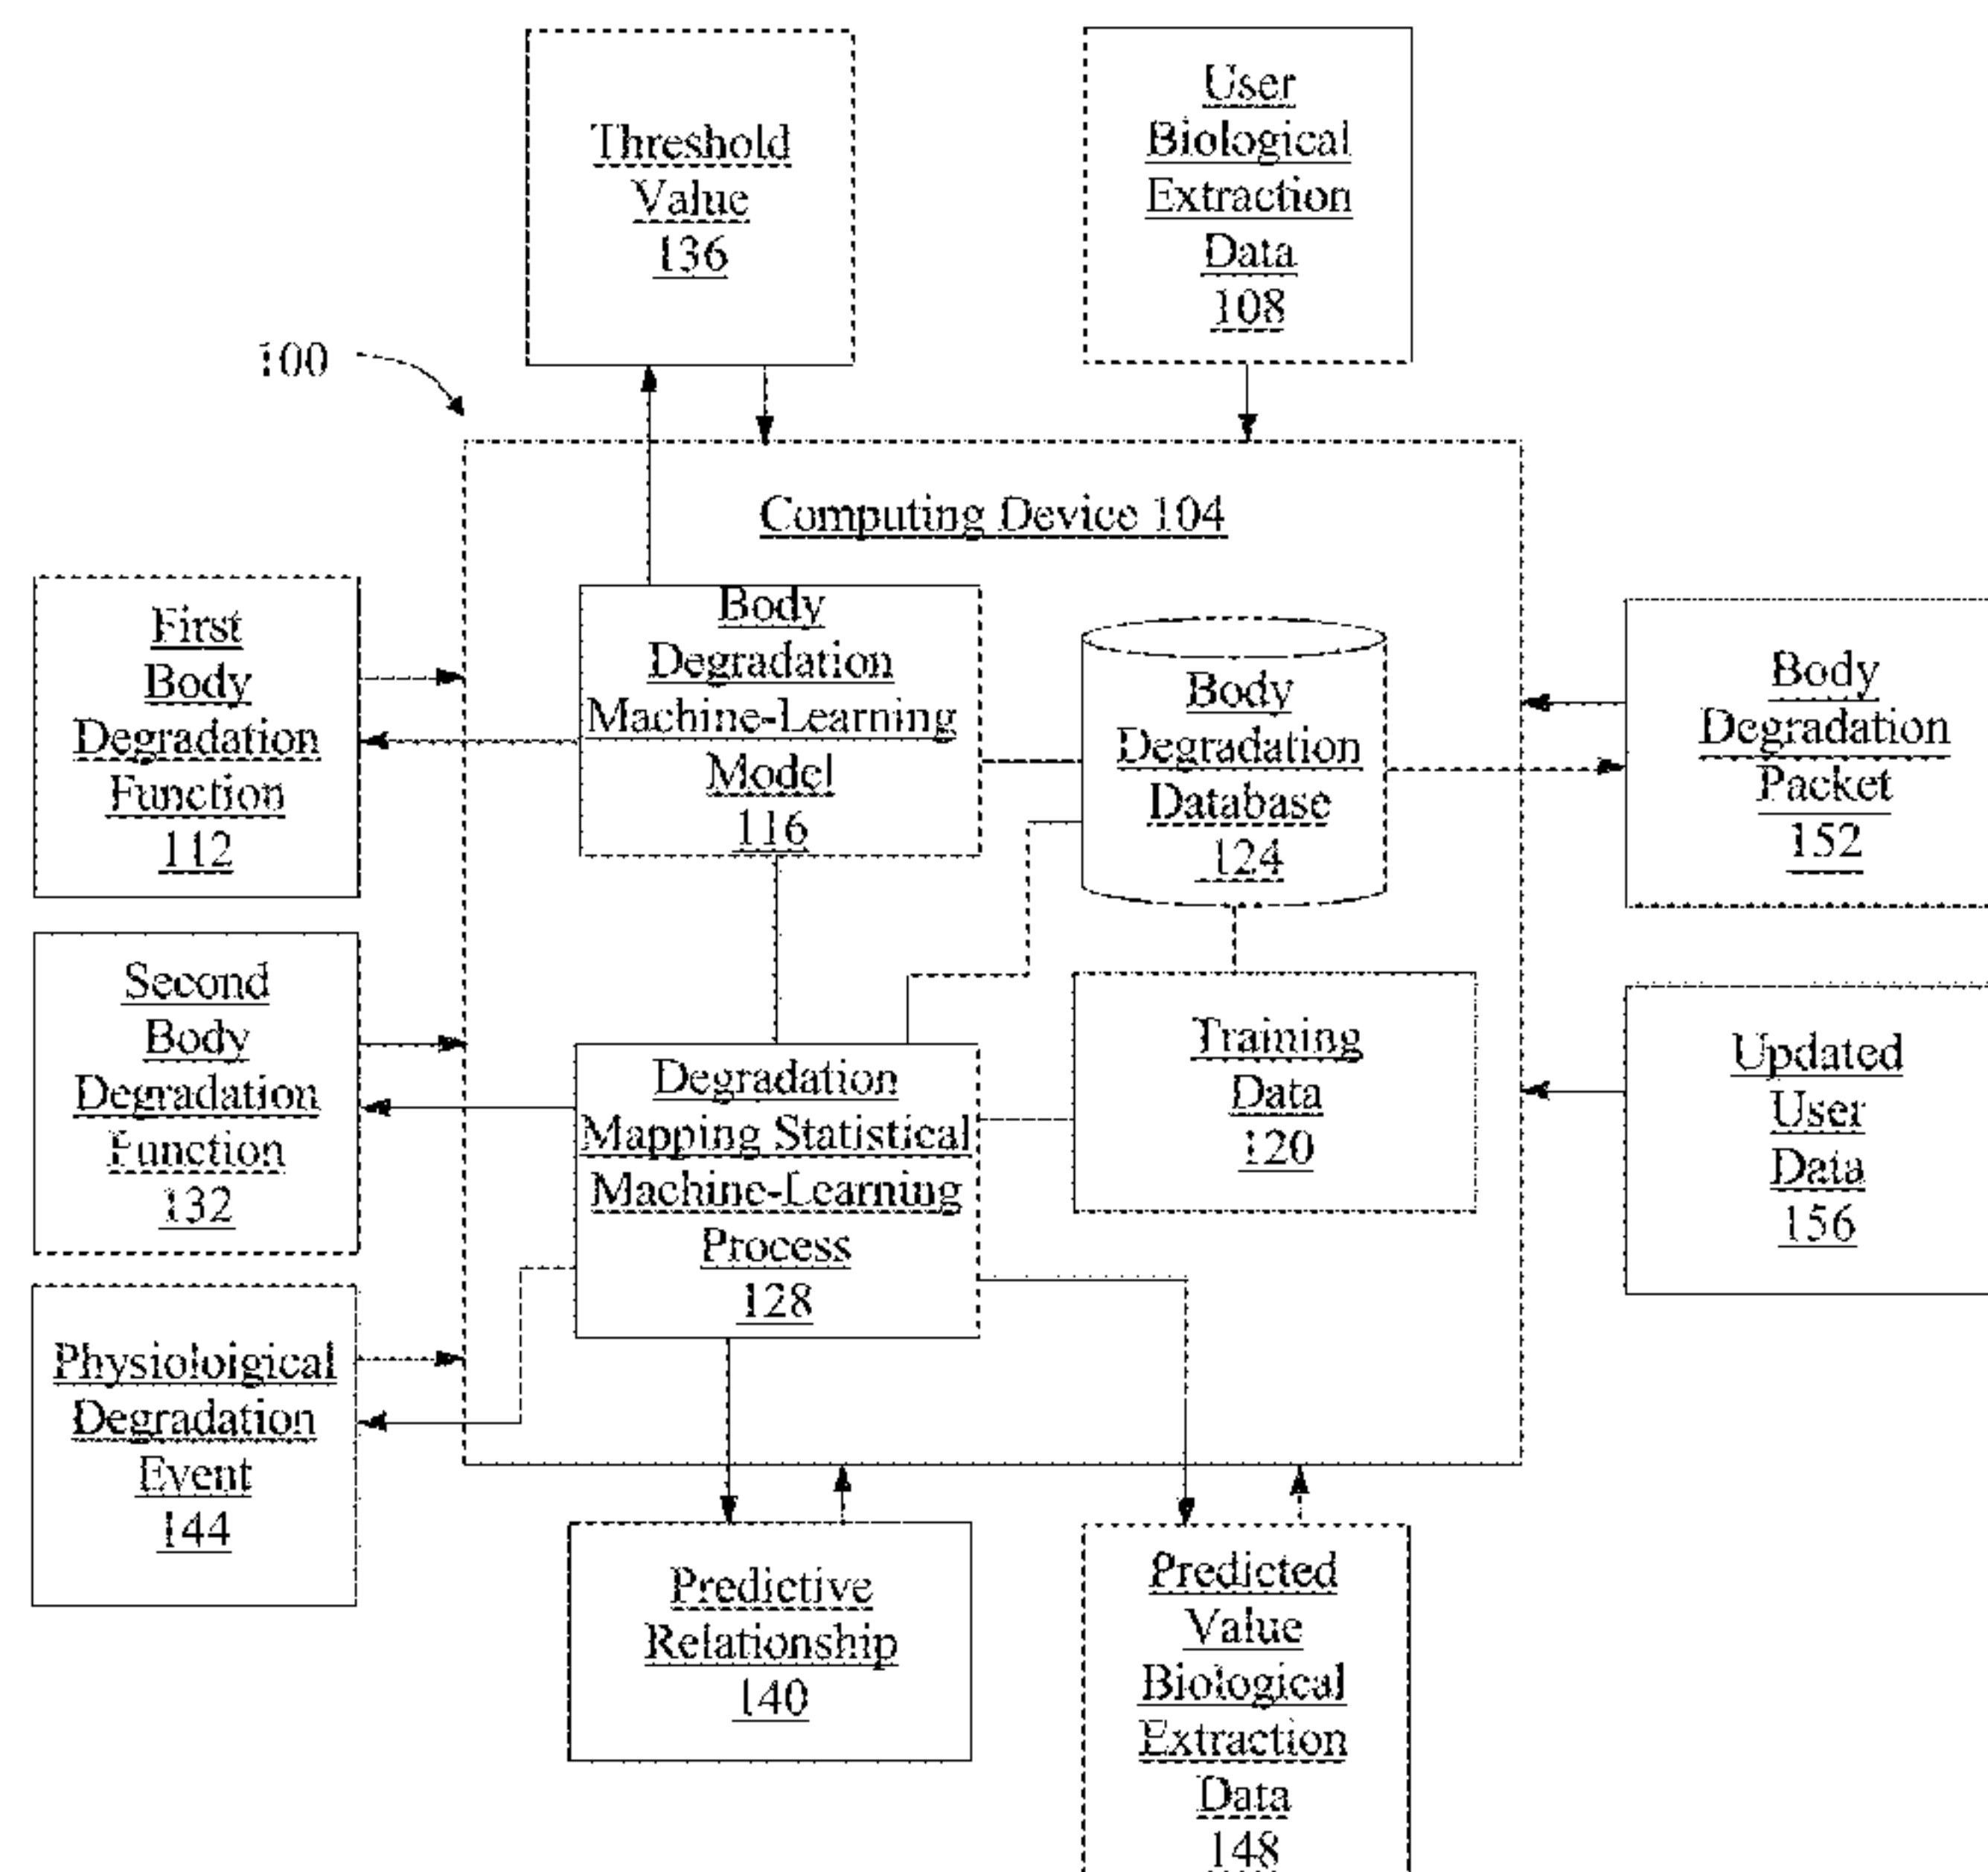 Threshold
Value
136
User
Biological
Extraction
Data
108
100
Computing Device 104
First
Body
Degradation
Function
112
Body
Degradation
Machine-Learning
Model
116
Body
Degradation
Database
124
Body
Degradation
Packet
152
Second
Body
Degradation
Function
132
Degradation
Mapping Statistical
Machine-Learning
Process
128
Training
Data
120
Updated
User
Data
156
Physioloigical
Degradation
Event
144
Predictive
Relationship
140
Predicted
Value
Biological
Extraction
Data
148